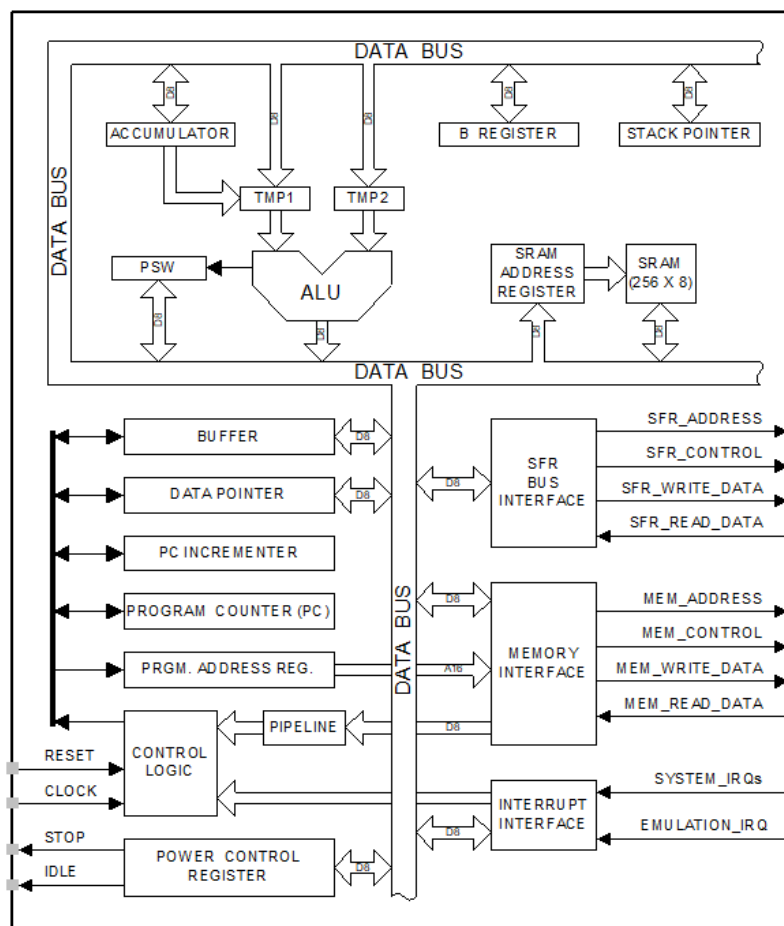 DATA BUS
D8
D8
D8
D8
D8
ACCUMULATOR
B REGISTER
STACK POINTER
DATA BUS
TMP1
TMP2
PSW
ALU
SRAM
ADDRESS
REGISTER
SRAM
(256 X 8)
D8
D8
D8
D8
DATA BUS
BUFFER
D8
DATA POINTER
D8
PC INCREMENTER
PROGRAM COUNTER (PC)
PRGM. ADDRESS REG.
DATA BUS
D8
SFR
BUS
INTERFACE
SFR_ADDRESS
SFR_CONTROL
SFR_WRITE_DATA
SFR_READ_DATA
D8
A16
D8
MEMORY
INTERFACE
MEM_ADDRESS
MEM_CONTROL
MEM_WRITE_DATA
MEM_READ_DATA
RESET
CLOCK
CONTROL
LOGIC
PIPELINE
INTERRUPT
INTERFACE
D8
SYSTEM_IRQs
EMULATION_IRQ
STOP
IDLE
POWER CONTROL
REGISTER
D8